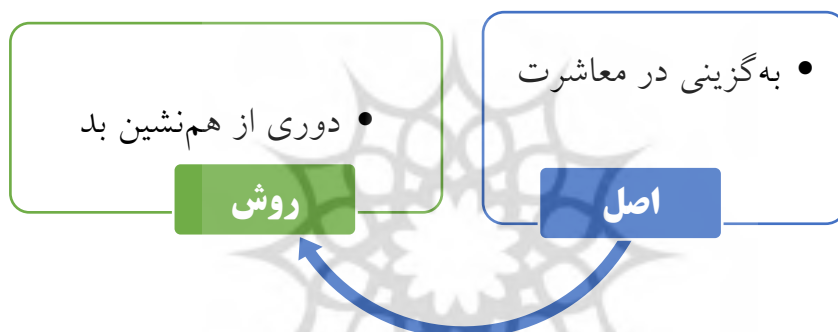 به‌گزینی در معاشرت
اصل
دوری از هم‌نشین بد
روش